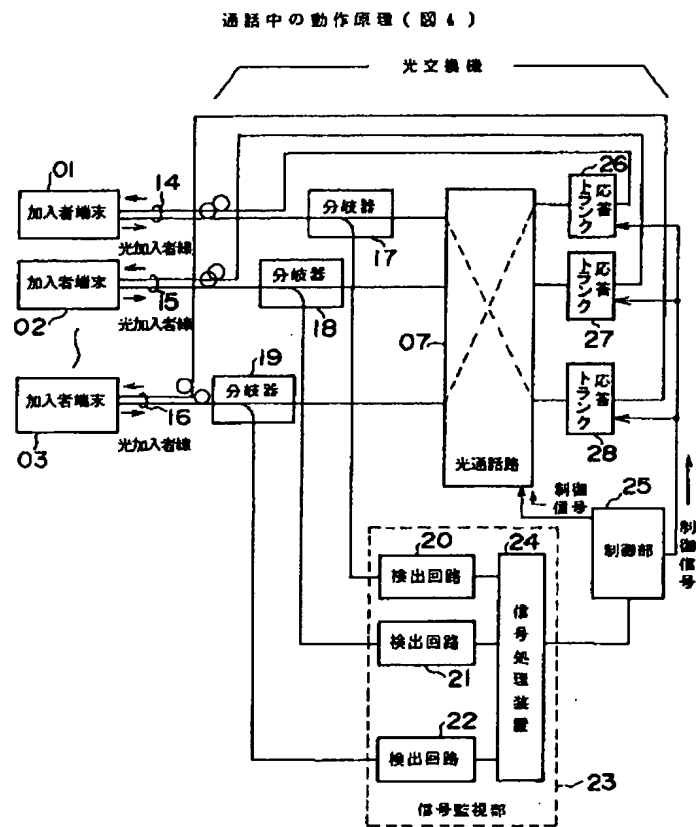 通話中の動作原理(図4)
光交機機
01
加入者端末
14
光加入者線
分岐器
17
26
応答
トランク
加入者端末
02
15
光加入者線
分岐器
18
07
応答
トランク
27
加入者端末
03
16
光加入者線
19
分岐器
応答
トランク
28
光通話路
制御
信号
25
制御部
制御
信号
20
検出回路
24
信号処理装置
検出回路
21
22
検出回路
23
信号監視部